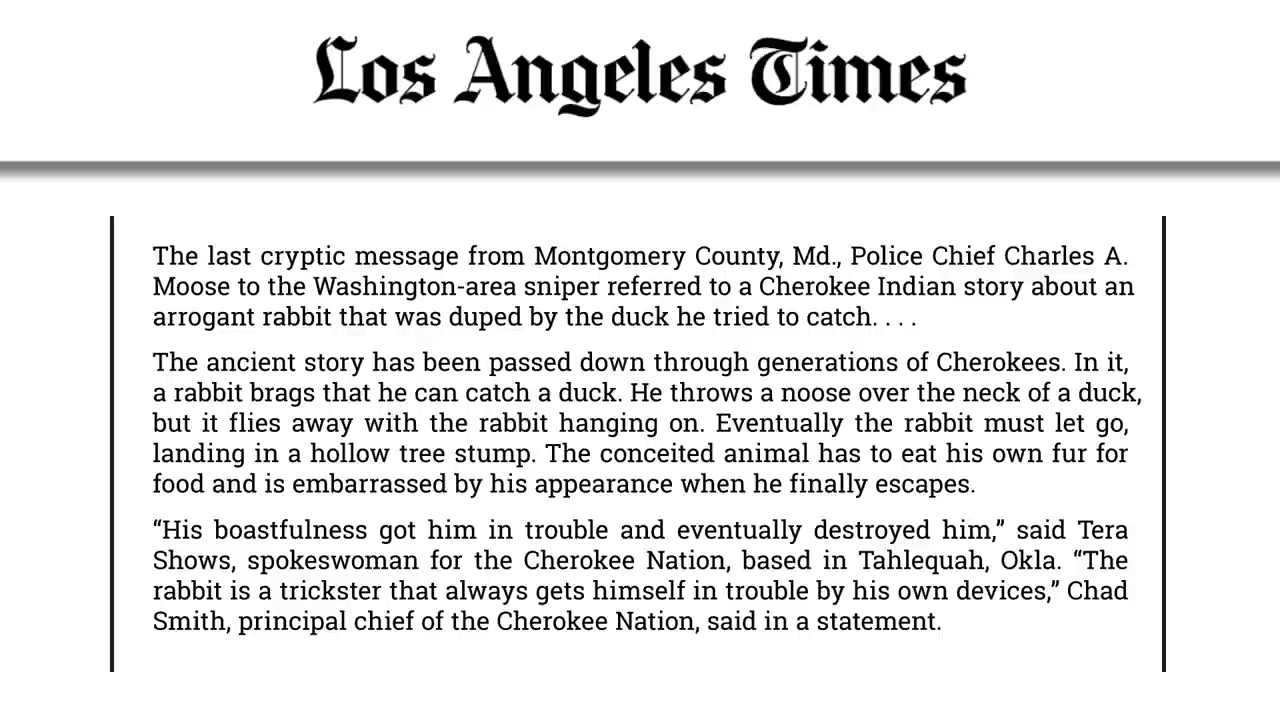 Los Angeles Times
The last cryptic message from Montgomery County, Md., Police Chief Charles A.
Moose to the Washington-area sniper referred to a Cherokee Indian story about an
arrogant rabbit that was duped by the duck he tried to catch. . . .
The ancient story has been passed down through generations of Cherokees. In it,
a rabbit brags that he can catch a duck. He throws a noose over the neck of a duck,
but it flies away with the rabbit hanging on. Eventually the rabbit must let go,
landing in a hollow tree stump. The conceited animal has to eat his own fur for
food and is embarrassed by his appearance when he finally escapes.
“His boastfulness got him in trouble and eventually destroyed him,” said Tera
Shows, spokeswoman for the Cherokee Nation, based in Tahlequah, Okla. “The
rabbit is a trickster that always gets himself in trouble by his own devices,” Chad
Smith, principal chief of the Cherokee Nation, said in a statement.